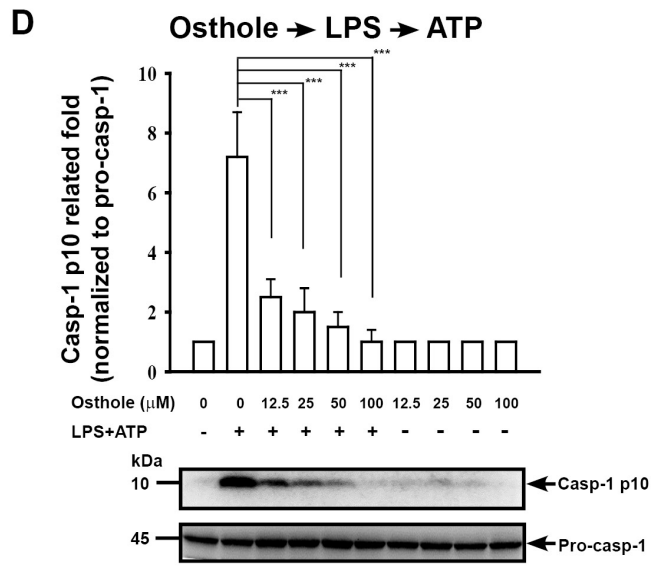 D
Osthole → LPS → ATP
***
***
***
***
Casp-1 p10 related fold
(normalized to pro-casp-1)
10
8
6
4
2
0
Osthole (μM) 0 0 12.5 25 50 100 12.5 25 50 100
LPS+ATP - + + + + + - - - -
kDa
10 Casp-1 p10
45 Pro-casp-1